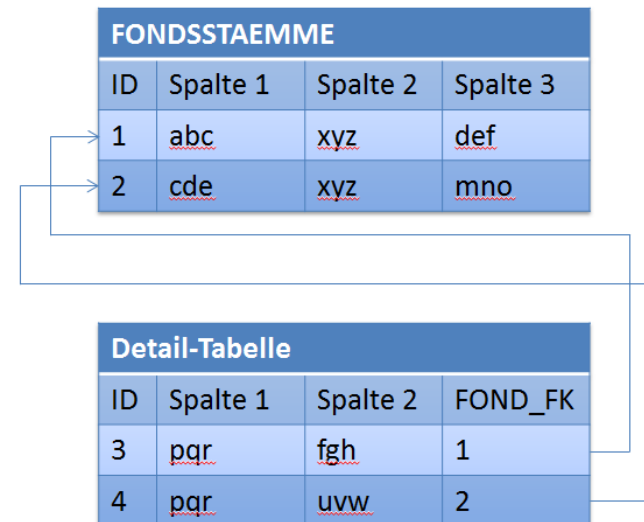 FONDSSTAEMME
ID Spalte 1 Spalte 2 Spalte 3
1 abc xyz def
2 cde xyz mno
Detail-Tabelle
ID Spalte 1 Spalte 2 FOND_FK
3 pqr fgh 1
4 pqr uvw 2